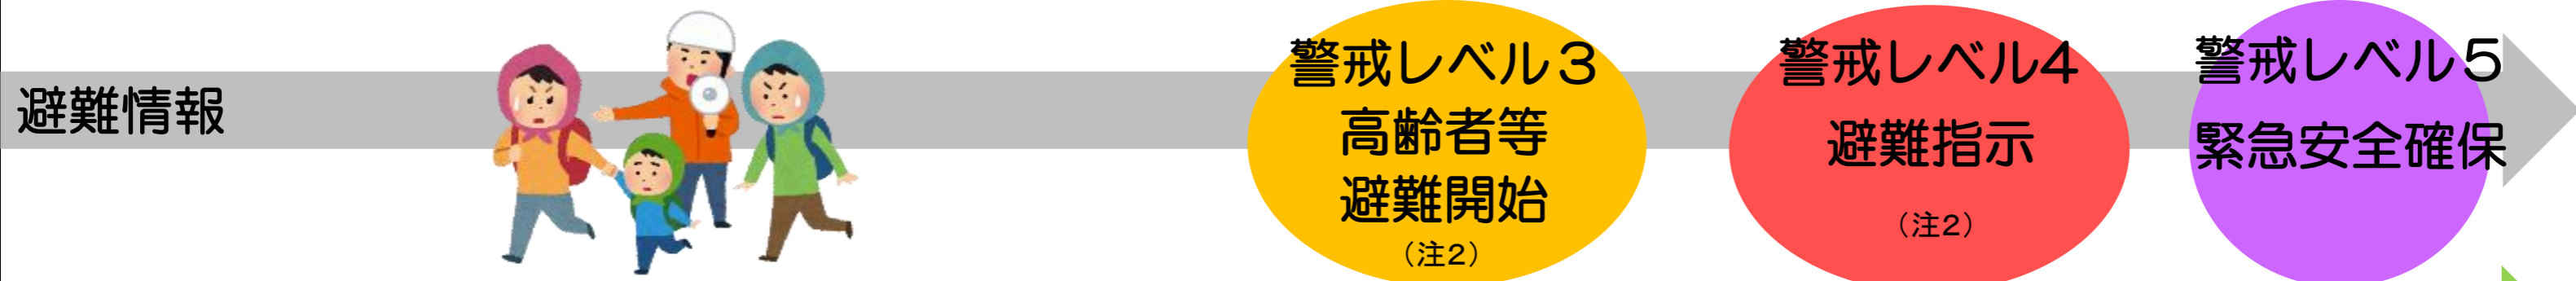 避難情報
警戒レベル３
高齢者等
避難開始
（注2）
警戒レベル4
避難指示
（注2）
警戒レベル５
緊急安全確保